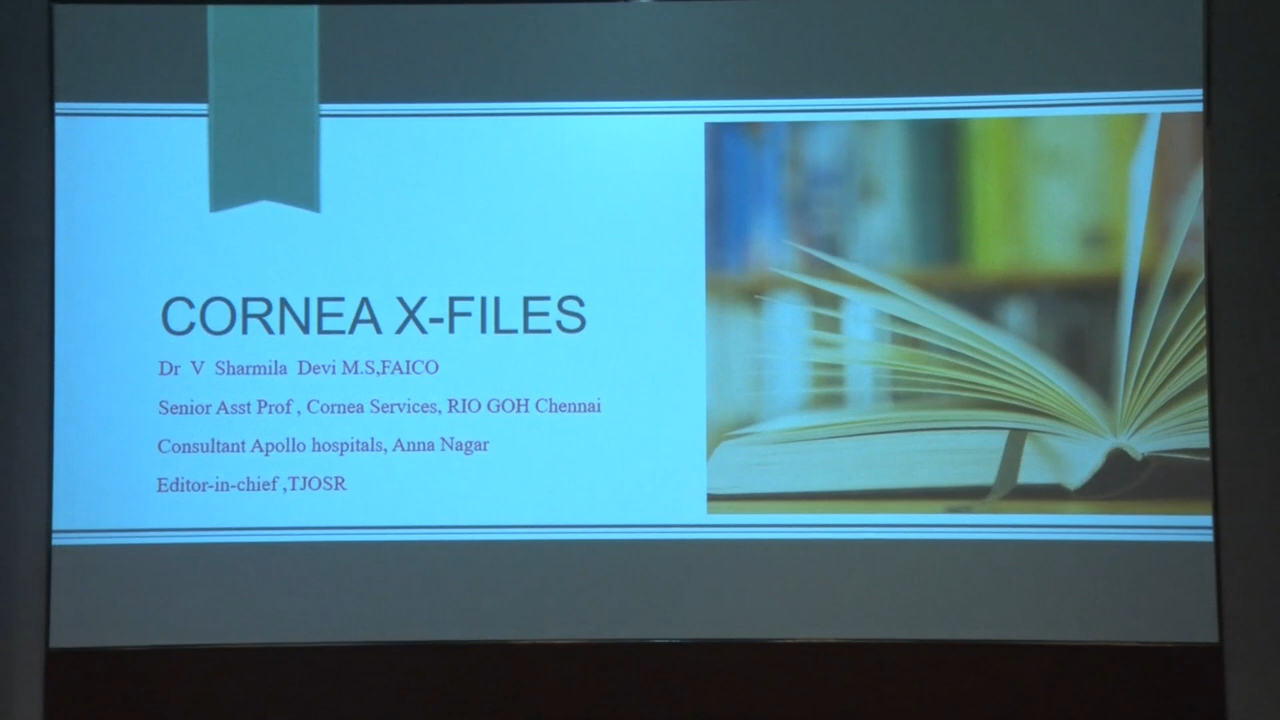 CORNEA X-FILES
Dr V Sharmila Devi M.S,FAICO
Senior Asst Prof , Cornea Services, RIO GOH Chennai
Consultant Apollo hospitals, Anna Nagar
Editor-in-chief ,TJOSR